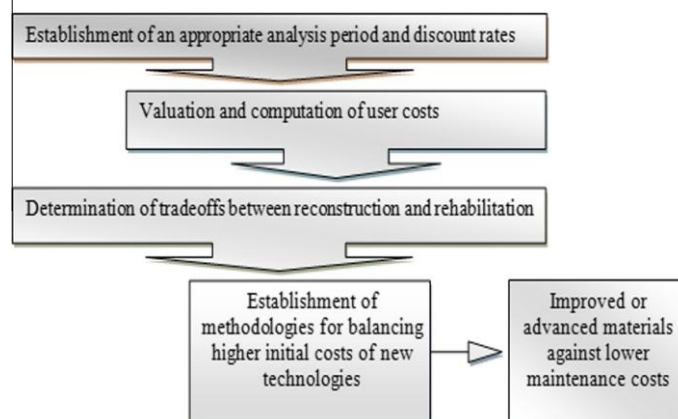 Establishment of an appropriate analysis period and discount rates
Valuation and computation of user costs
Determination of tradeoffs between reconstruction and rehabilitation
Establishment of
methodologies for balancing
higher initial costs of new
technologies
Improved or
advanced materials
against lower
maintenance costs